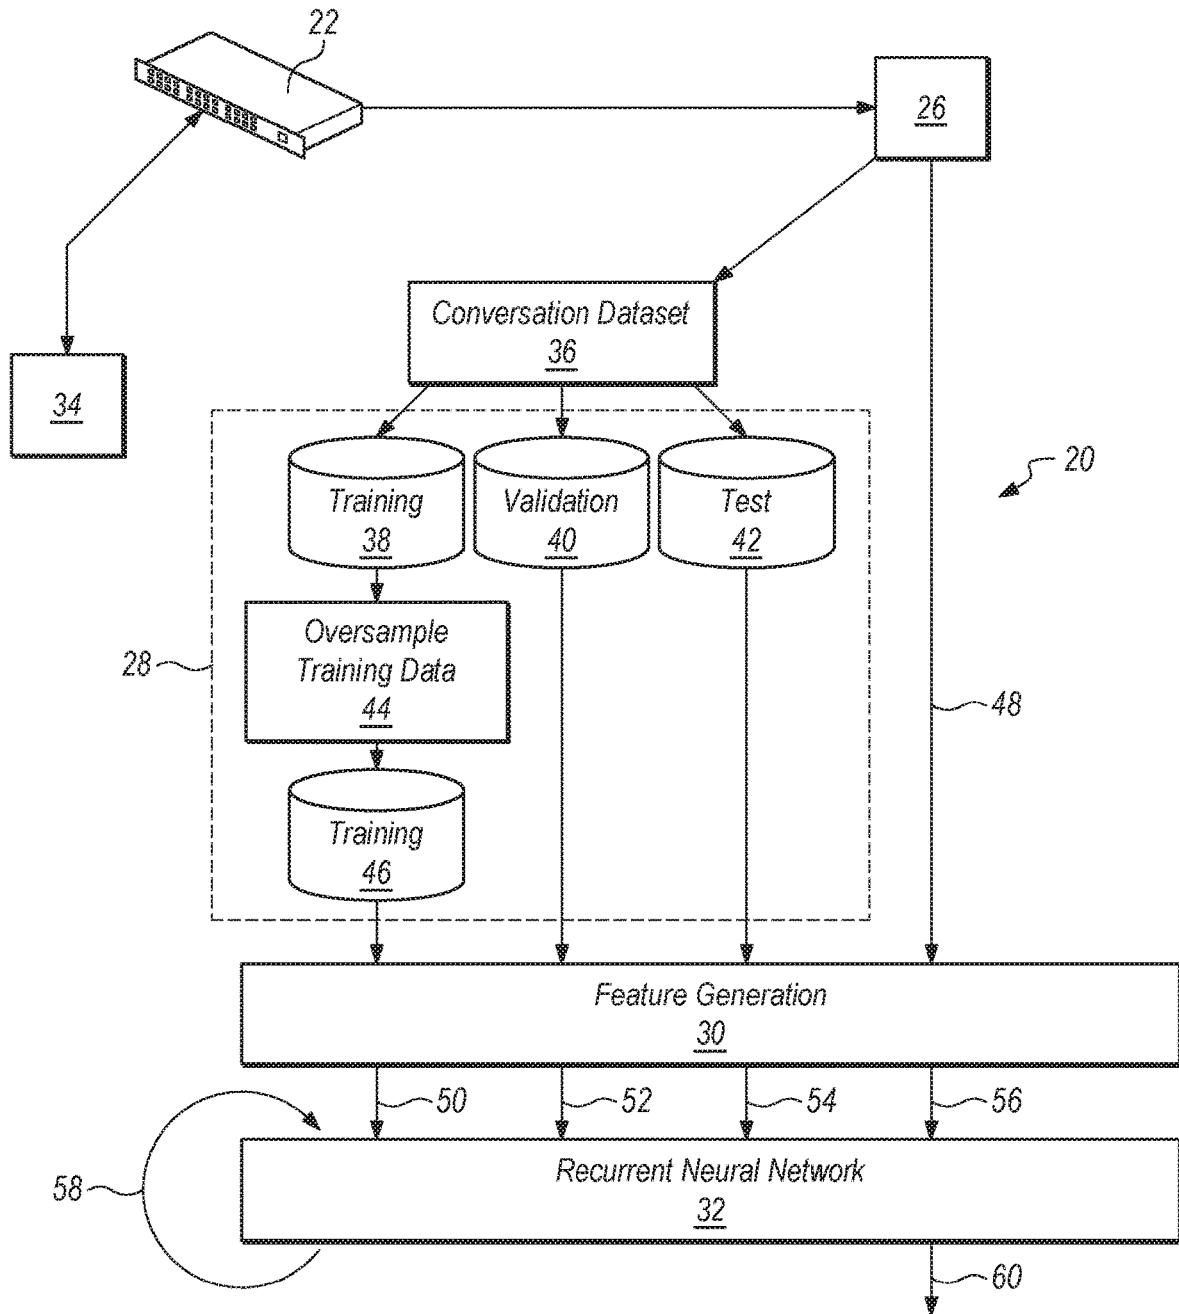 22
26
Conversation Dataset
36
34
20
Training
38
Validation
40
Test
42
28
Oversample
Training Data
44
48
Training
46
Feature Generation
30
50
52
54
56
Recurrent Neural Network
32
58
60